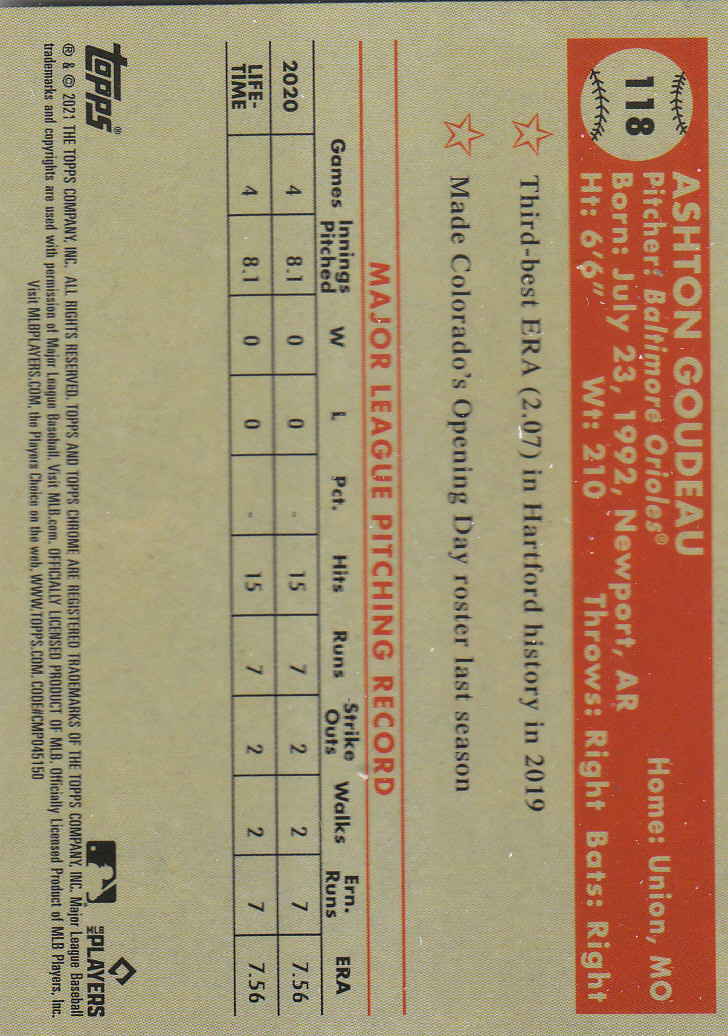 118
ASHTON GOUDEAU
Pitcher: Baltimore Orioles® Home: Union, MO
Born: July 23, 1992, Newport, AR
Ht: 6'6" Wt: 210 Throws: Right Bats: Right
Third-best ERA (2.07) in Hartford history in 2019
Made Colorado's Opening Day roster last season
MAJOR LEAGUE PITCHING RECORD
Games Innings Pitched W L Pct. Hits Runs Strike Outs Walks Ern. Runs ERA
2020 4 8.1 0 0 - 15 7 2 2 7 7.56
LIFE-TIME 4 8.1 0 0 - 15 7 2 2 7 7.56
topps®
® & © 2021 THE TOPPS COMPANY, INC. ALL RIGHTS RESERVED. TOPPS AND TOPPS CHROME ARE REGISTERED TRADEMARKS OF THE TOPPS COMPANY, INC. Major League Baseball
trademarks and copyrights are used with permission of Major League Baseball. Visit MLB.com. OFFICIALLY LICENSED PRODUCT OF MLB. Officially Licensed Product of MLB Players, Inc.
Visit MLBPLAYERS.COM, the Players Choice on the web. WWW.TOPPS.COM. CODE#CMP045150
MLB PLAYERS